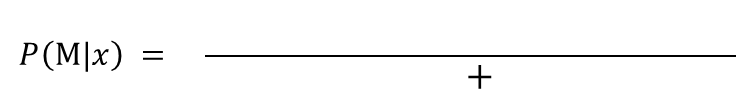 P(M|x) =
+